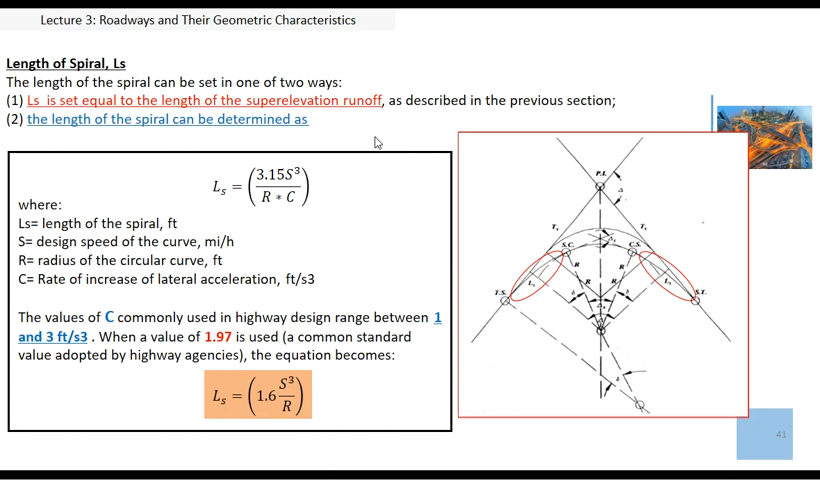 Lecture 3: Roadways and Their Geometric Characteristics
Length of Spiral, Ls
The length of the spiral can be set in one of two ways:
(1) Ls is set equal to the length of the superelevation runoff, as described in the previous section;
(2) the length of the spiral can be determined as
L_s = (3.15S³ / R * C)
where:
Ls= length of the spiral, ft
S= design speed of the curve, mi/h
R= radius of the circular curve, ft
C= Rate of increase of lateral acceleration, ft/s3
The values of C commonly used in highway design range between 1
and 3 ft/s3 . When a value of 1.97 is used (a common standard
value adopted by highway agencies), the equation becomes:
L_s = (1.6 S³ / R)
P.I.
Δ
T_s T_s
S.C. C.S.
R R
R R
L_s L_s
T.S. S.T.
δ δ
41